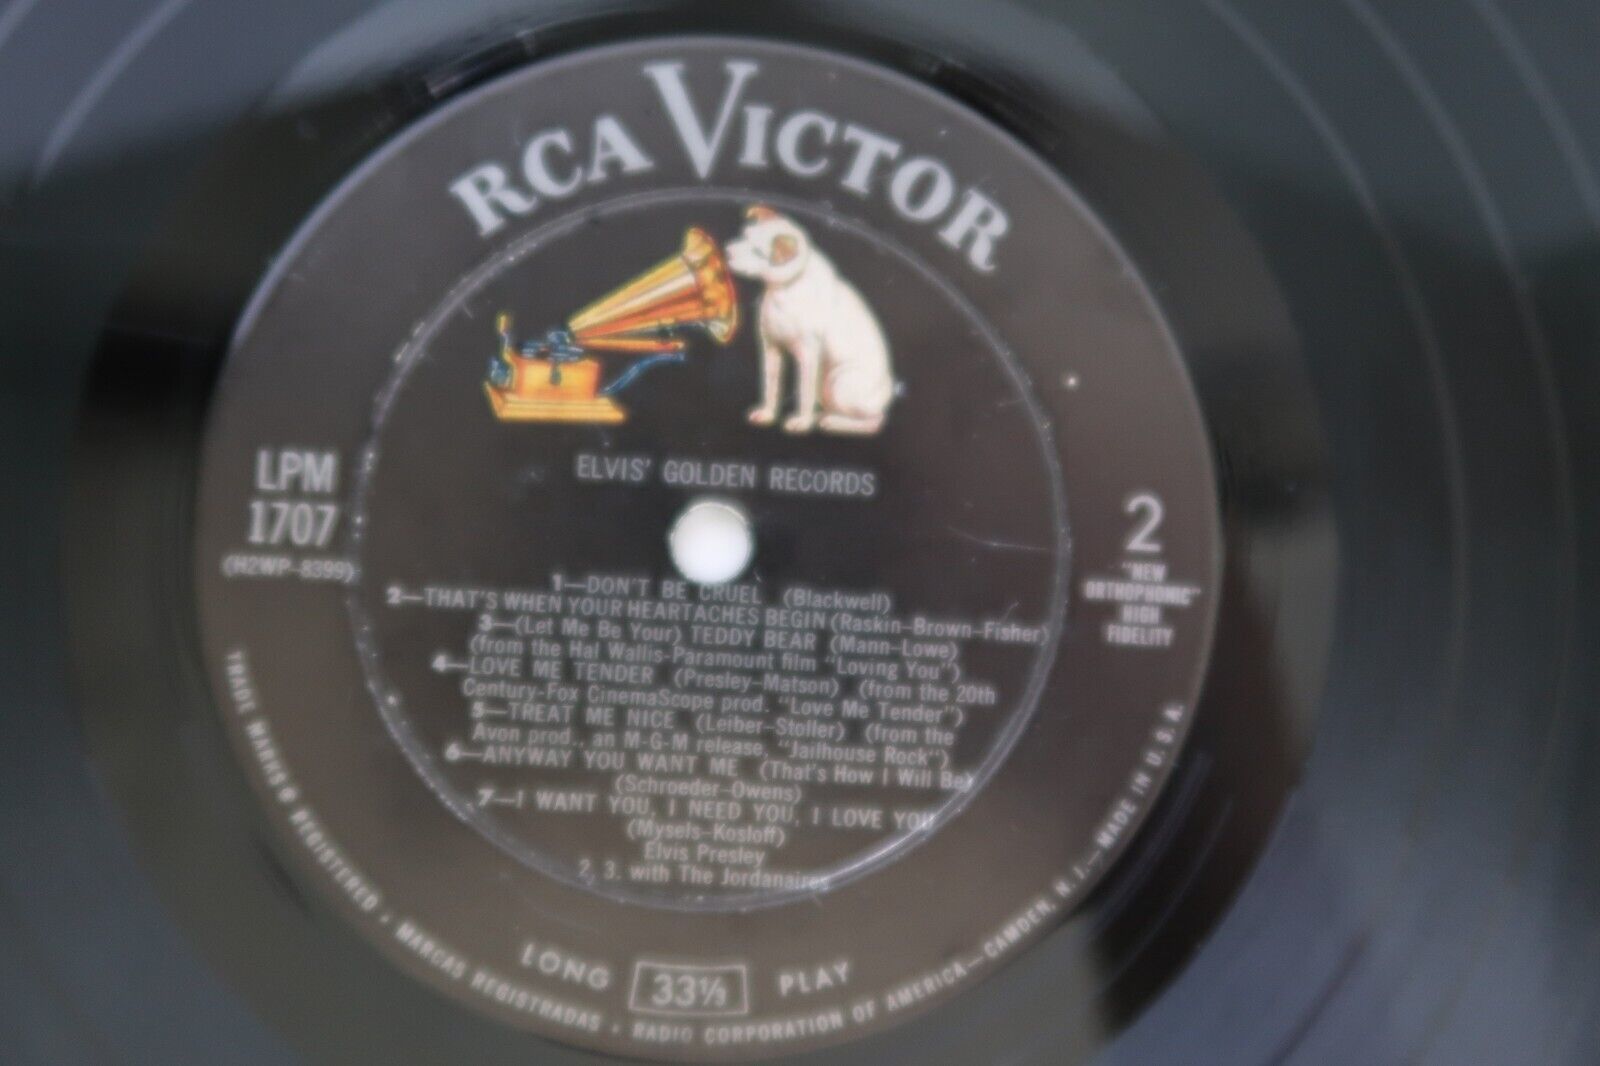 RCA VICTOR
ELVIS' GOLDEN RECORDS
LPM
1707
(H2WP-8399)
2
"NEW
ORTHOPHONIC"
HIGH
FIDELITY
1—DON'T BE CRUEL (Blackwell)
2—THAT'S WHEN YOUR HEARTACHES BEGIN (Raskin-Brown-Fisher)
3—(Let Me Be Your) TEDDY BEAR (Mann-Lowe)
(from the Hal Wallis-Paramount film "Loving You")
4—LOVE ME TENDER (Presley-Matson) (from the 20th
Century-Fox CinemaScope prod. "Love Me Tender")
5—TREAT ME NICE (Leiber-Stoller) (from the
Avon prod., an M-G-M release, "Jailhouse Rock")
6—ANYWAY YOU WANT ME (That's How I Will Be)
(Schroeder-Owens)
7—I WANT YOU, I NEED YOU, I LOVE YOU
(Mysels-Kosloff)
Elvis Presley
2, 3. with The Jordanaires
LONG 33⅓ PLAY
TRADE MARKS ® REGISTERED • MARCAS REGISTRADAS • RADIO CORPORATION OF AMERICA—CAMDEN, N. J.—MADE IN U. S. A.